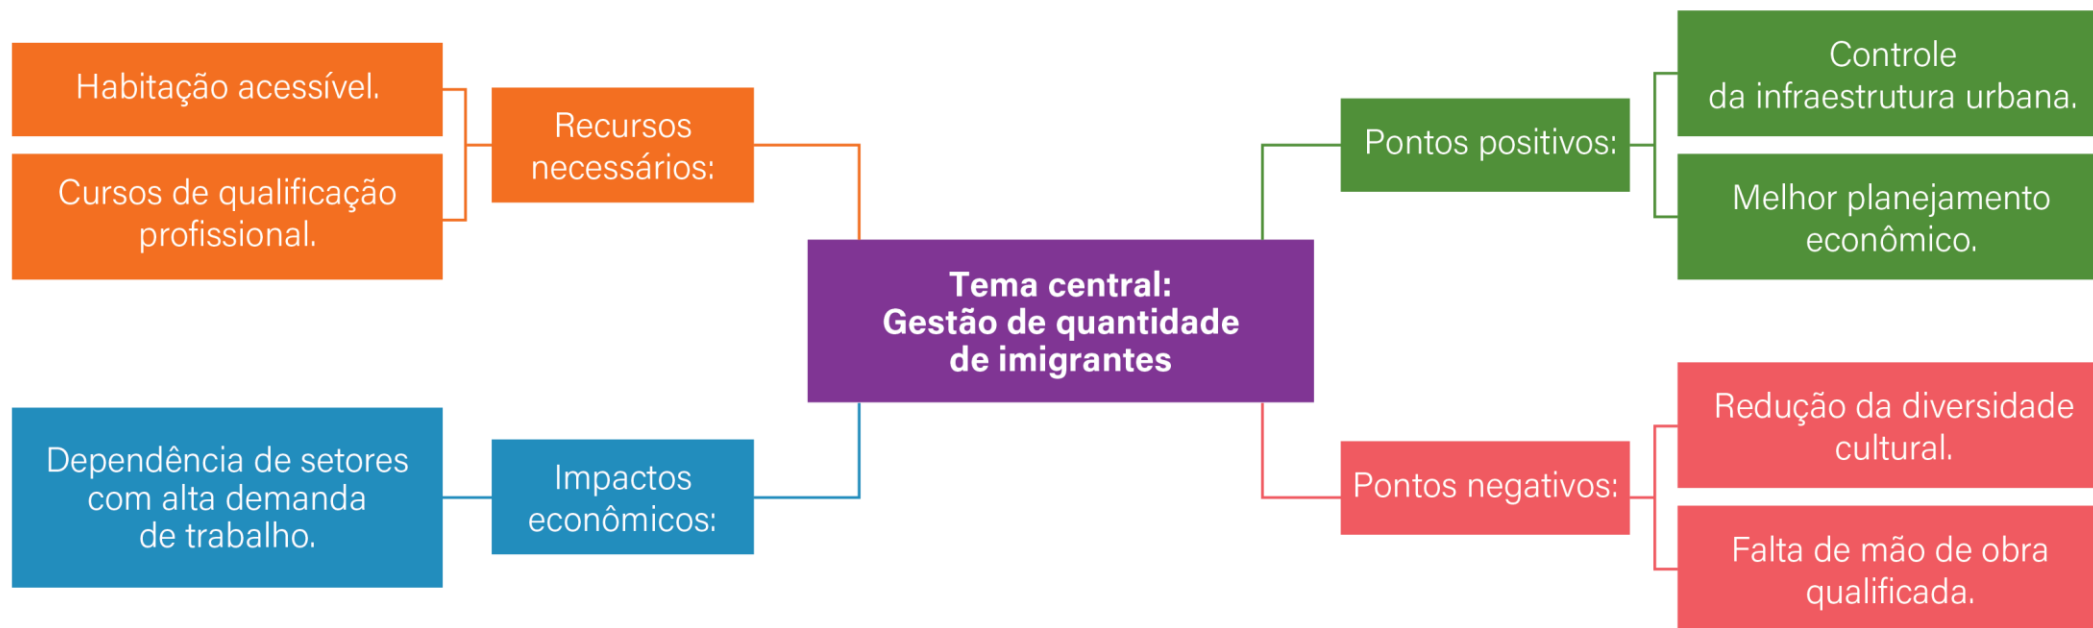 Habitação acessível.
Cursos de qualificação
profissional.
Recursos
necessários:
Dependência de setores
com alta demanda
de trabalho.
Impactos
econômicos:
Tema central:
Gestão de quantidade
de imigrantes
Pontos positivos:
Controle
da infraestrutura urbana.
Melhor planejamento
econômico.
Pontos negativos:
Redução da diversidade
cultural.
Falta de mão de obra
qualificada.